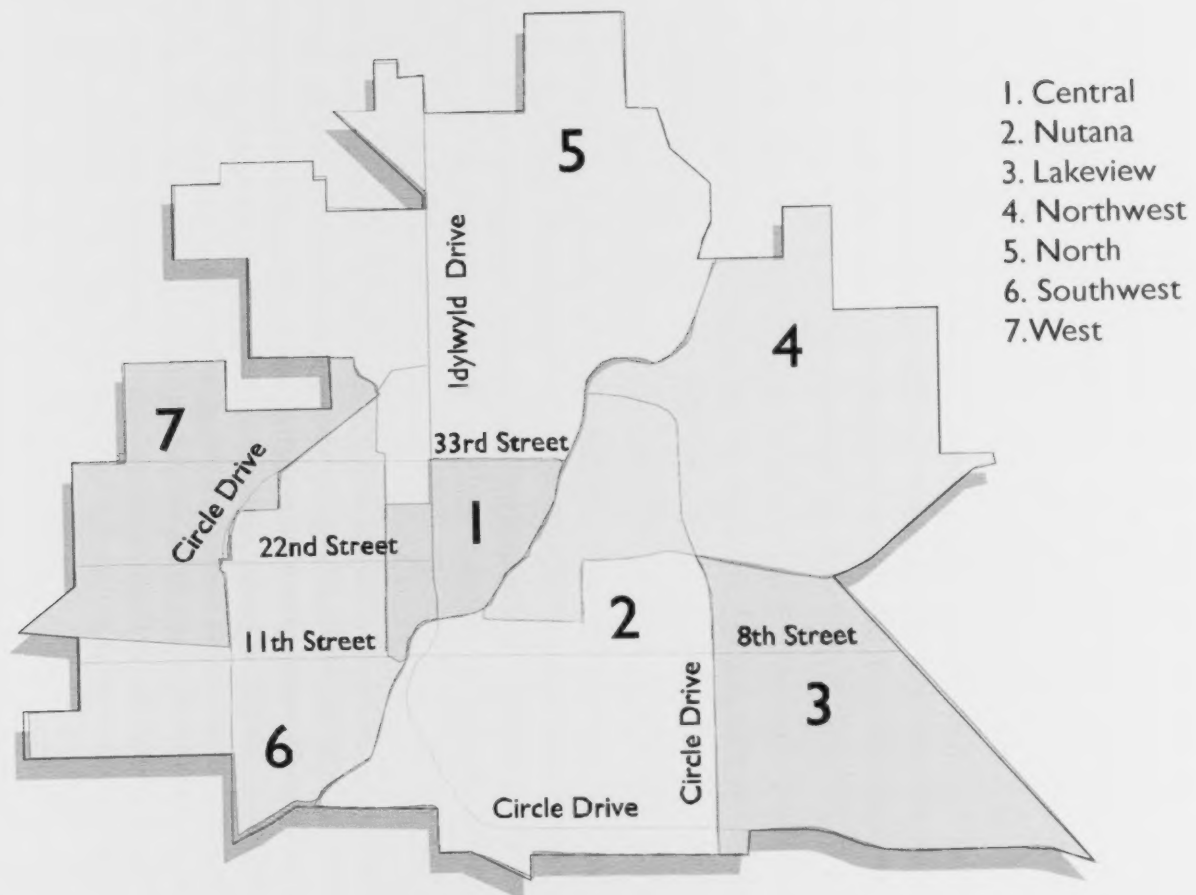 1. Central
2. Nutana
3. Lakeview
4. Northwest
5. North
6. Southwest
7.West
5
Idylwyld Drive
4
7
33rd Street
Circle Drive
1
22nd Street
2
11th Street
8th Street
3
6
Circle Drive
Circle Drive